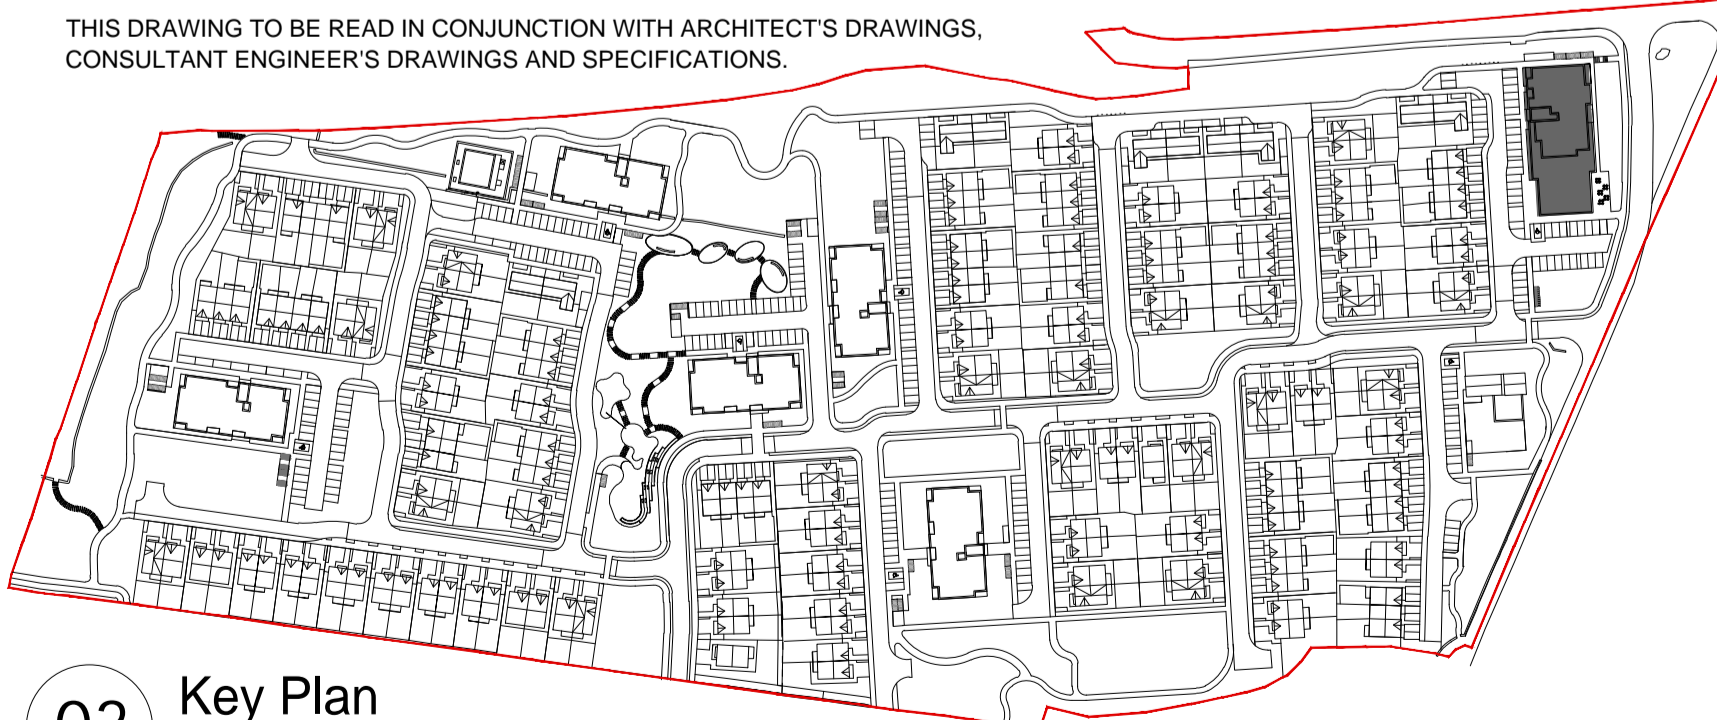 THIS DRAWING TO BE READ IN CONJUNCTION WITH ARCHITECT'S DRAWINGS,
CONSULTANT ENGINEER'S DRAWINGS AND SPECIFICATIONS.
Key Plan